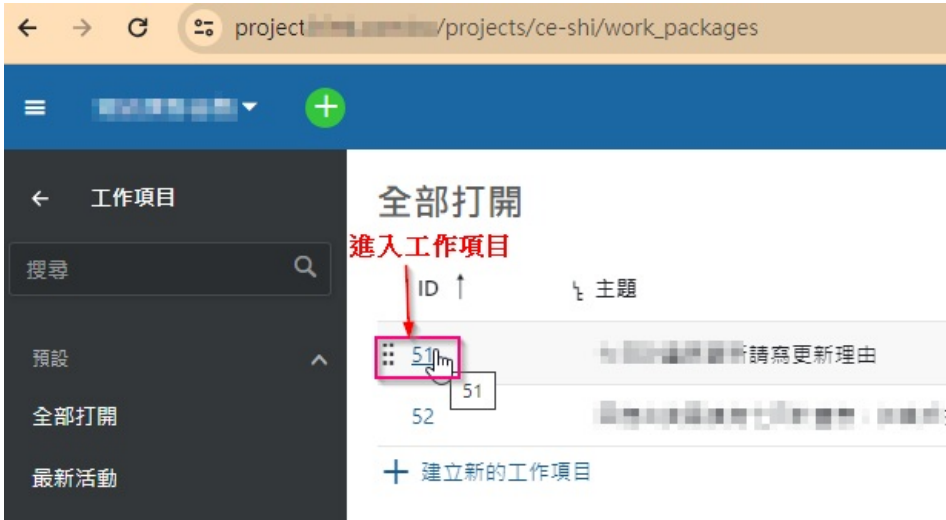 project /projects/ce-shi/work_packages
工作項目
全部打開
進入工作項目
搜尋
ID ↑ 主題
預設
51 請寫更新理由
51
全部打開
52
最新活動
+ 建立新的工作項目